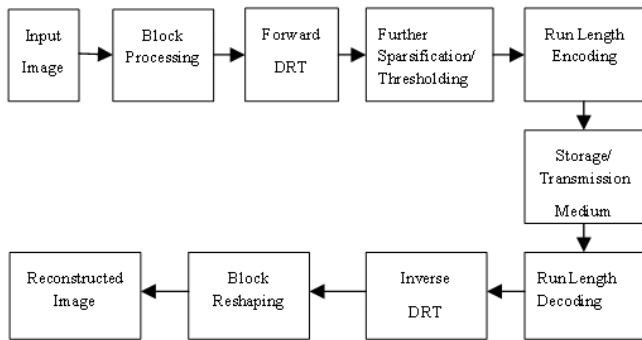 Input
Image
Block
Processing
Forward
DRT
Further
Sparsification/
Thresholding
Run Length
Encoding
Storage/
Transmission
Medium
Run Length
Decoding
Inverse
DRT
Block
Reshaping
Reconstructed
Image